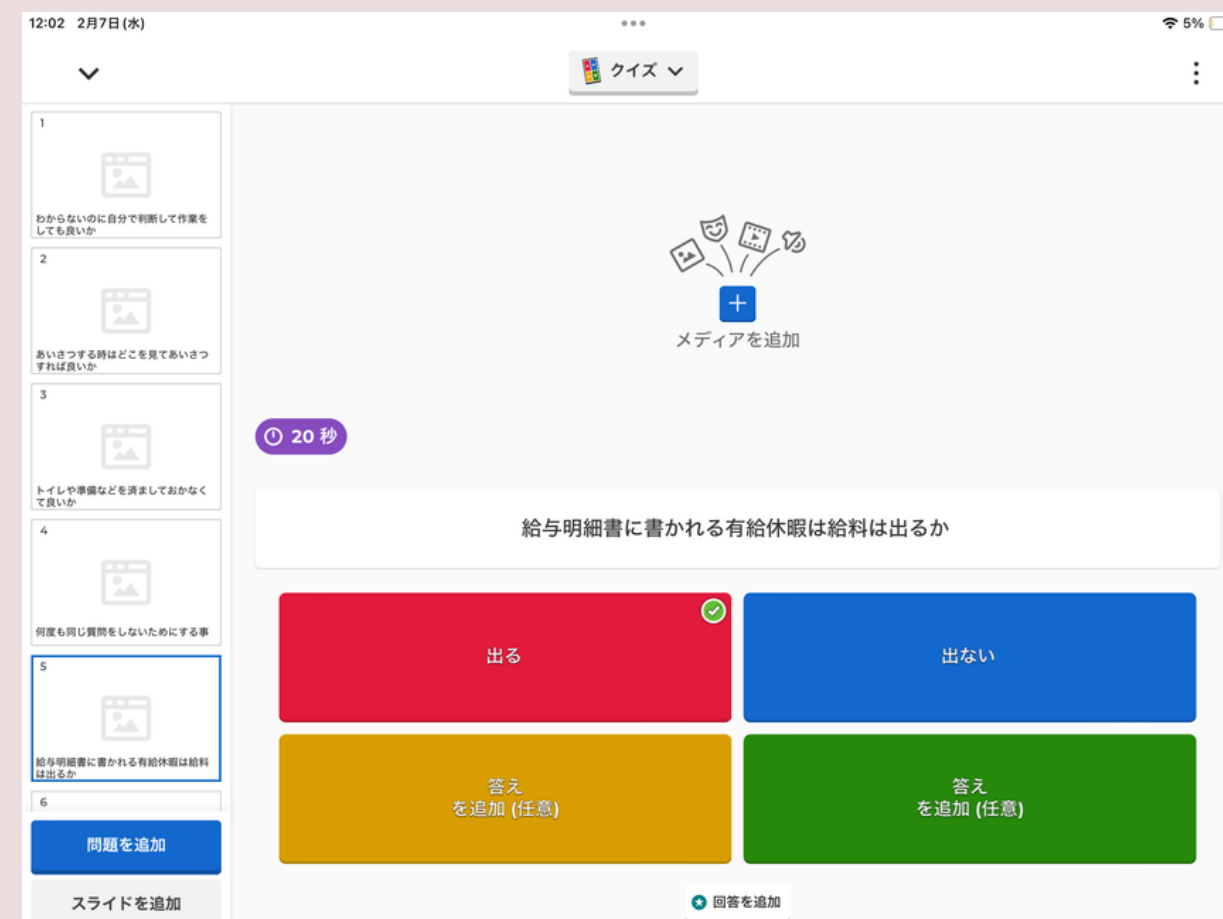 12:02 2月7日(水)
5%
クイズ
1
わからないのに自分で判断して作業を
しても良いか
2
あいさつする時はどこを見てあいさつ
すれば良いか
3
トイレや準備などを済ましておかなく
て良いか
4
何度も同じ質問をしないためにする事
5
給与明細書に書かれる有給休暇は給料
は出るか
6
問題を追加
スライドを追加
メディアを追加
20 秒
給与明細書に書かれる有給休暇は給料は出るか
出る
出ない
答え
を追加 (任意)
答え
を追加 (任意)
回答を追加